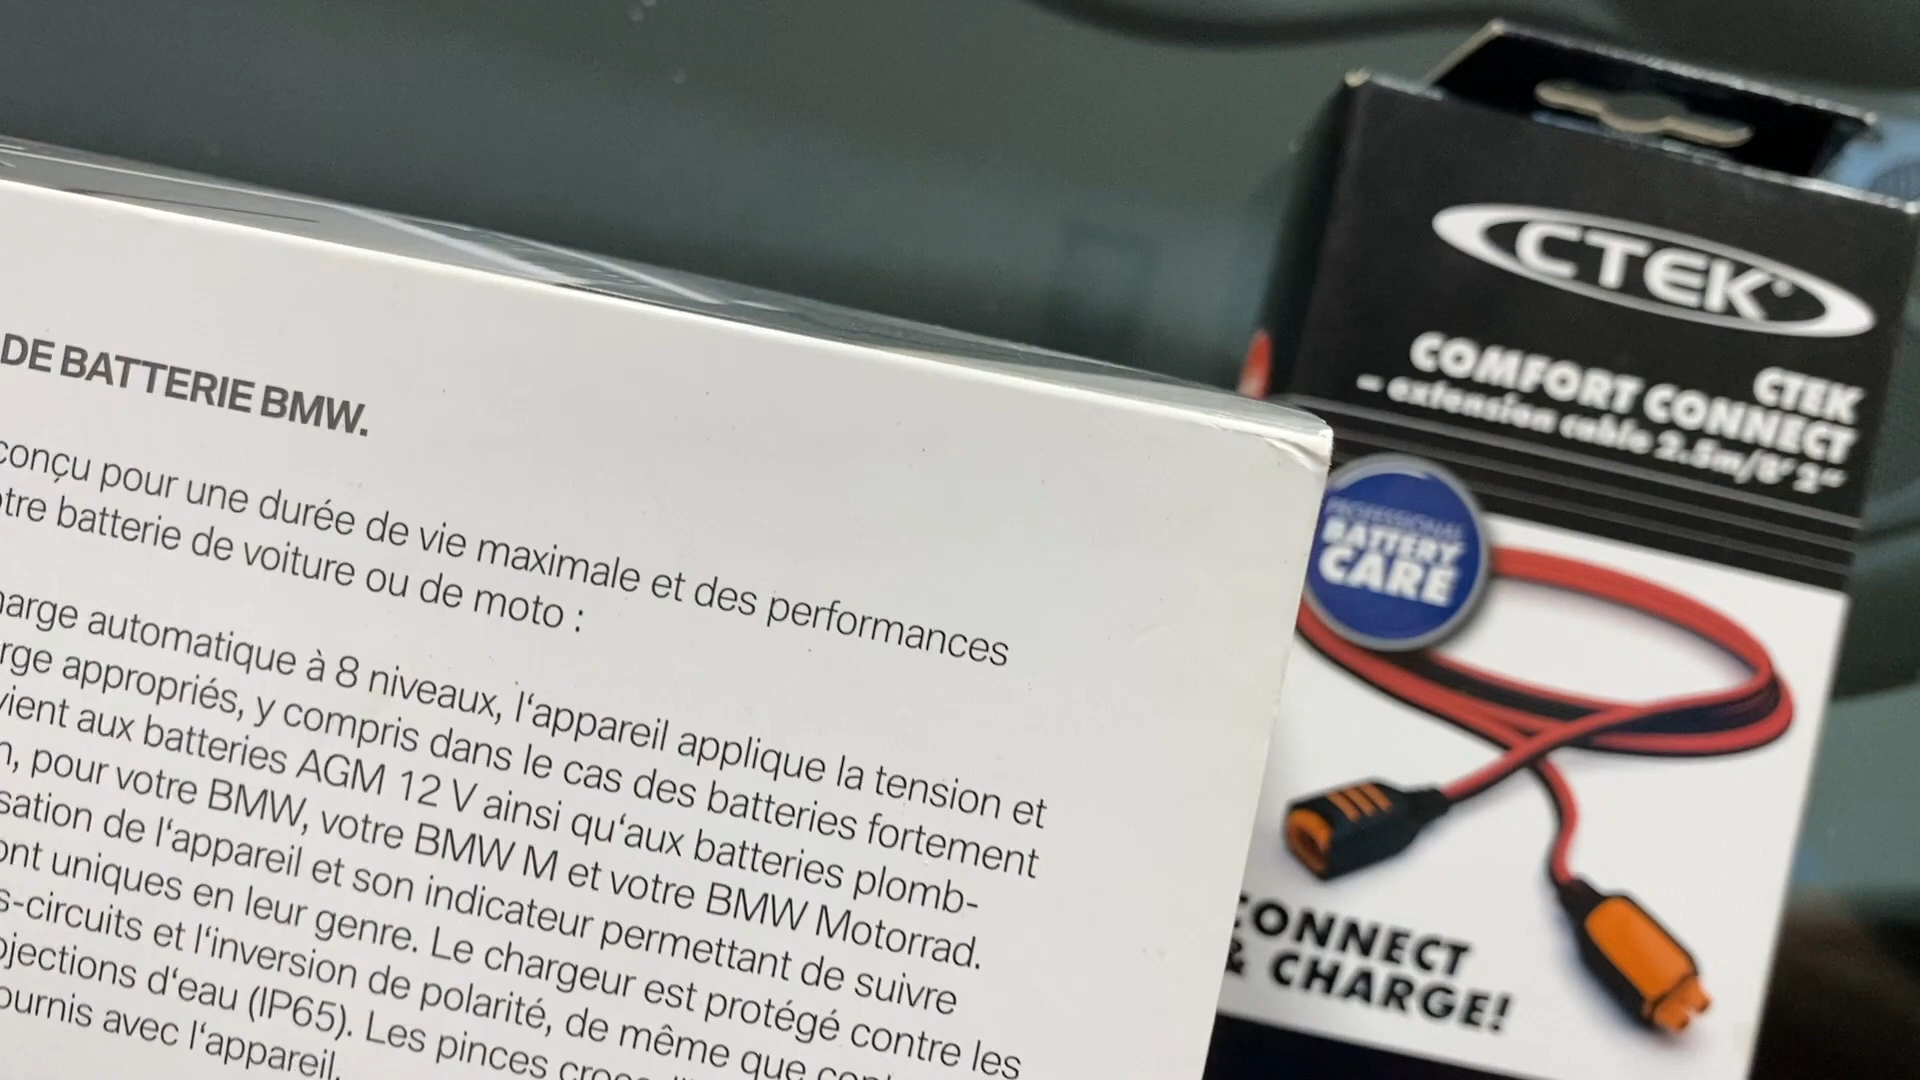 DE BATTERIE BMW.
conçu pour une durée de vie maximale et des performances
otre batterie de voiture ou de moto :
harge automatique à 8 niveaux, l‘appareil applique la tension et
rge appropriés, y compris dans le cas des batteries fortement
vient aux batteries AGM 12 V ainsi qu‘aux batteries plomb-
n, pour votre BMW, votre BMW M et votre BMW Motorrad.
sation de l‘appareil et son indicateur permettant de suivre
ont uniques en leur genre. Le chargeur est protégé contre les
s-circuits et l‘inversion de polarité, de même que
ojections d‘eau (IP65). Les pinces
ournis avec l‘appareil.
CTEK
CTEK
COMFORT CONNECT
– extension cable 2.5m/8' 2"
PROFESSIONAL
BATTERY
CARE
CONNECT
& CHARGE!